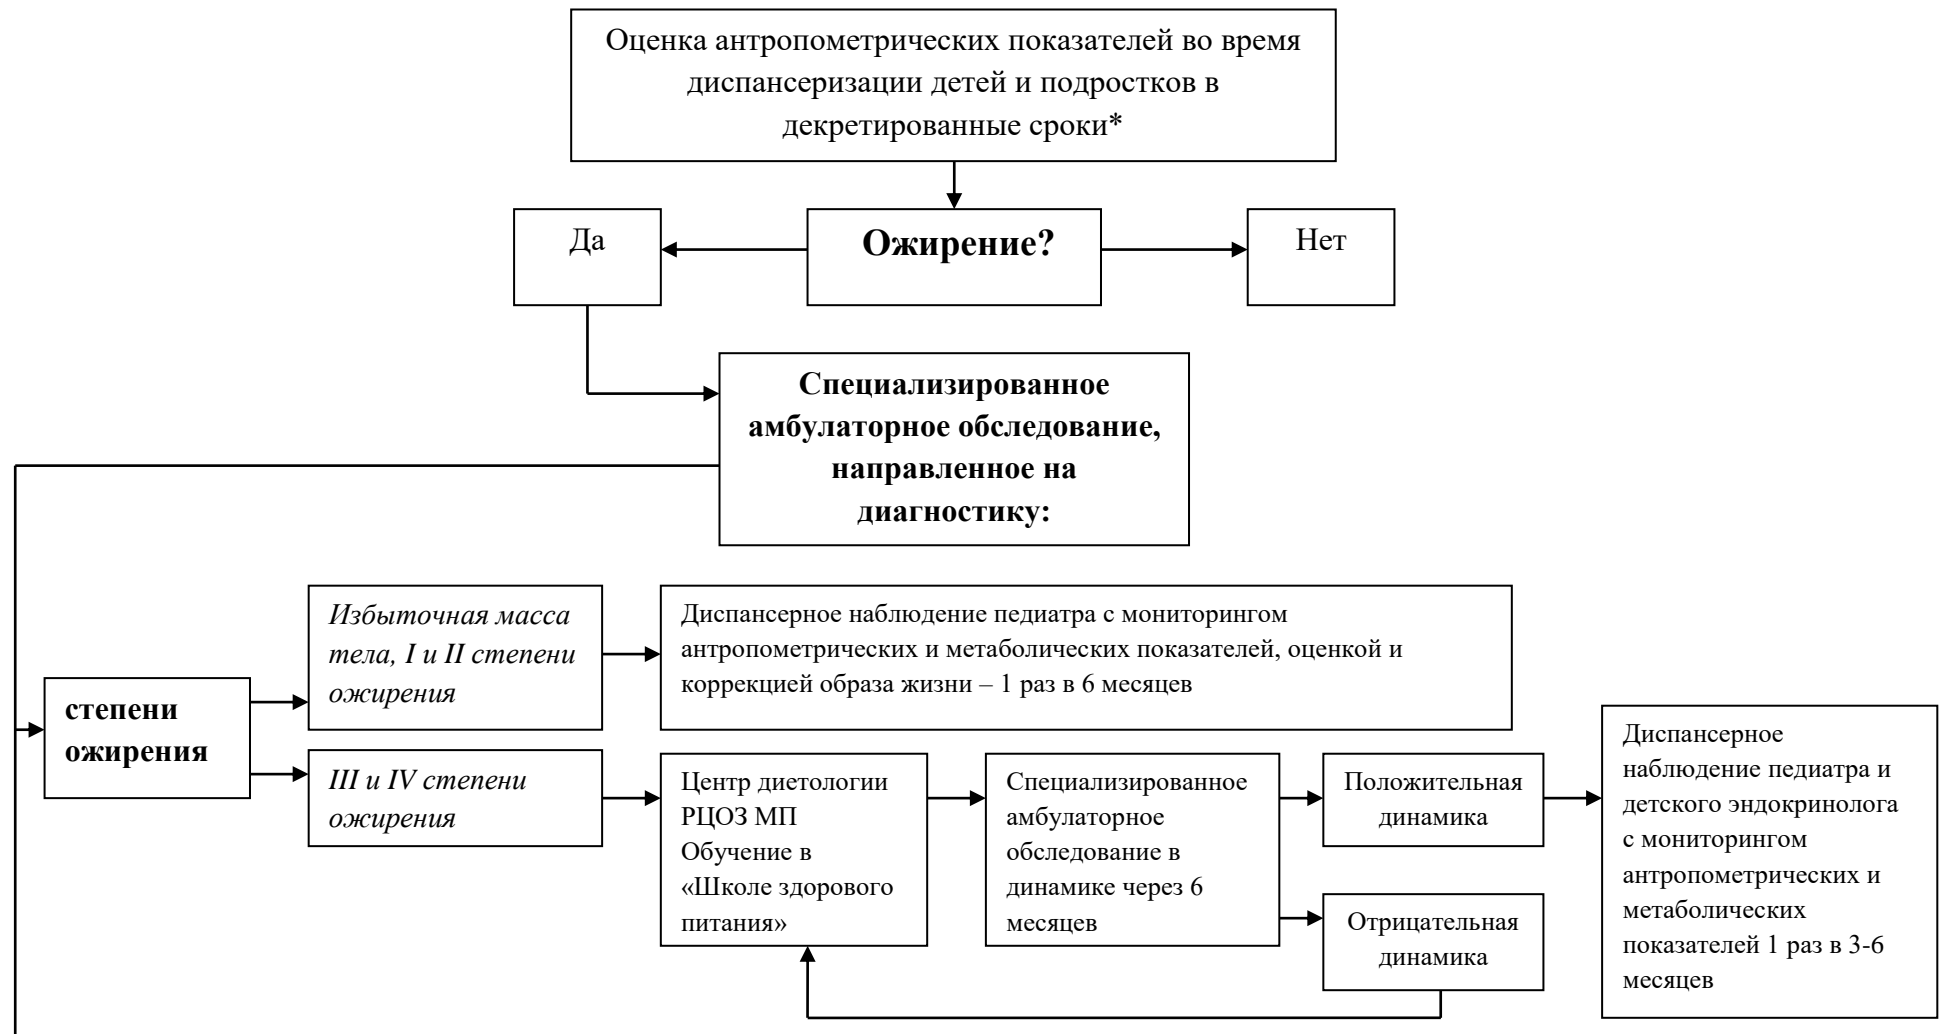 Оценка антропометрических показателей во время
диспансеризации детей и подростков в
декретированные сроки*
Да
Ожирение?
Нет
Специализированное
амбулаторное обследование,
направленное на
диагностику:
Избыточная масса
тела, I и II степени
ожирения
Диспансерное наблюдение педиатра с мониторингом
антропометрических и метаболических показателей, оценкой и
коррекцией образа жизни – 1 раз в 6 месяцев
степени
ожирения
III и IV степени
ожирения
Центр диетологии
РЦОЗ МП
Обучение в
«Школе здорового
питания»
Специализированное
амбулаторное
обследование в
динамике через 6
месяцев
Положительная
динамика
Отрицательная
динамика
Диспансерное
наблюдение педиатра и
детского эндокринолога
с мониторингом
антропометрических и
метаболических
показателей 1 раз в 3-6
месяцев